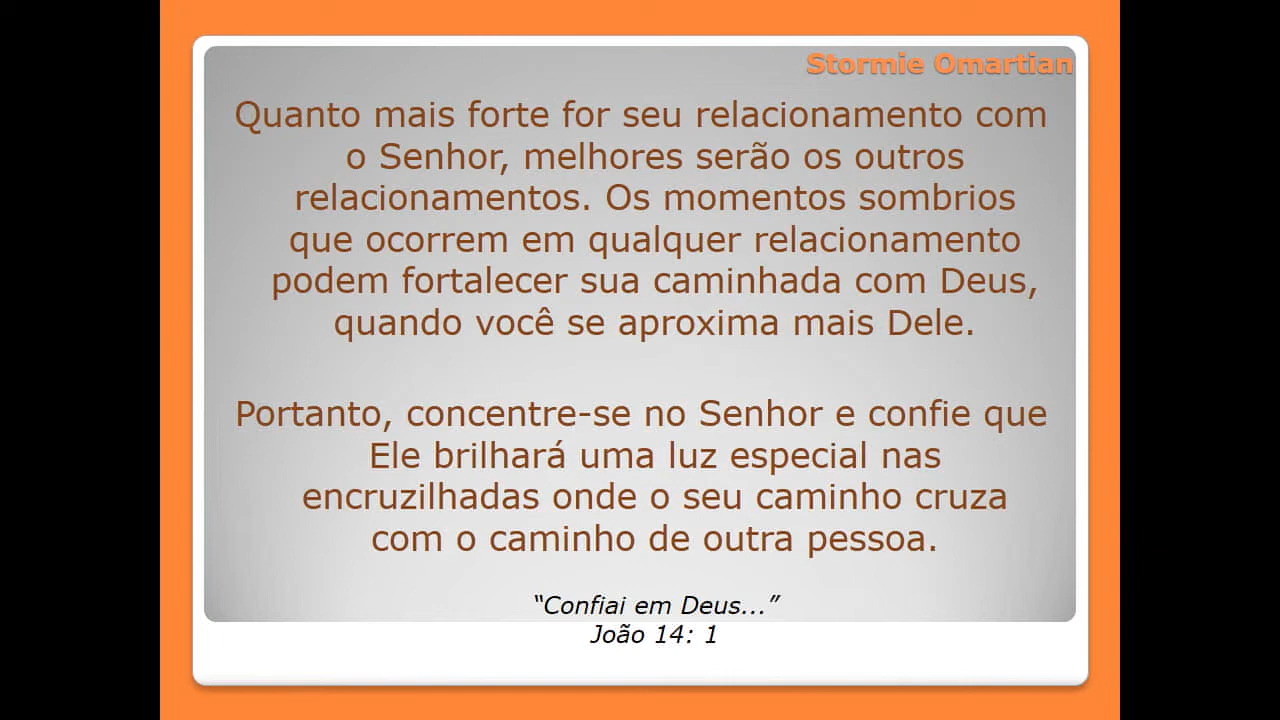 Stormie Omartian
Quanto mais forte for seu relacionamento com
o Senhor, melhores serão os outros
relacionamentos. Os momentos sombrios
que ocorrem em qualquer relacionamento
podem fortalecer sua caminhada com Deus,
quando você se aproxima mais Dele.
Portanto, concentre-se no Senhor e confie que
Ele brilhará uma luz especial nas
encruzilhadas onde o seu caminho cruza
com o caminho de outra pessoa.
“Confiai em Deus...”
João 14: 1